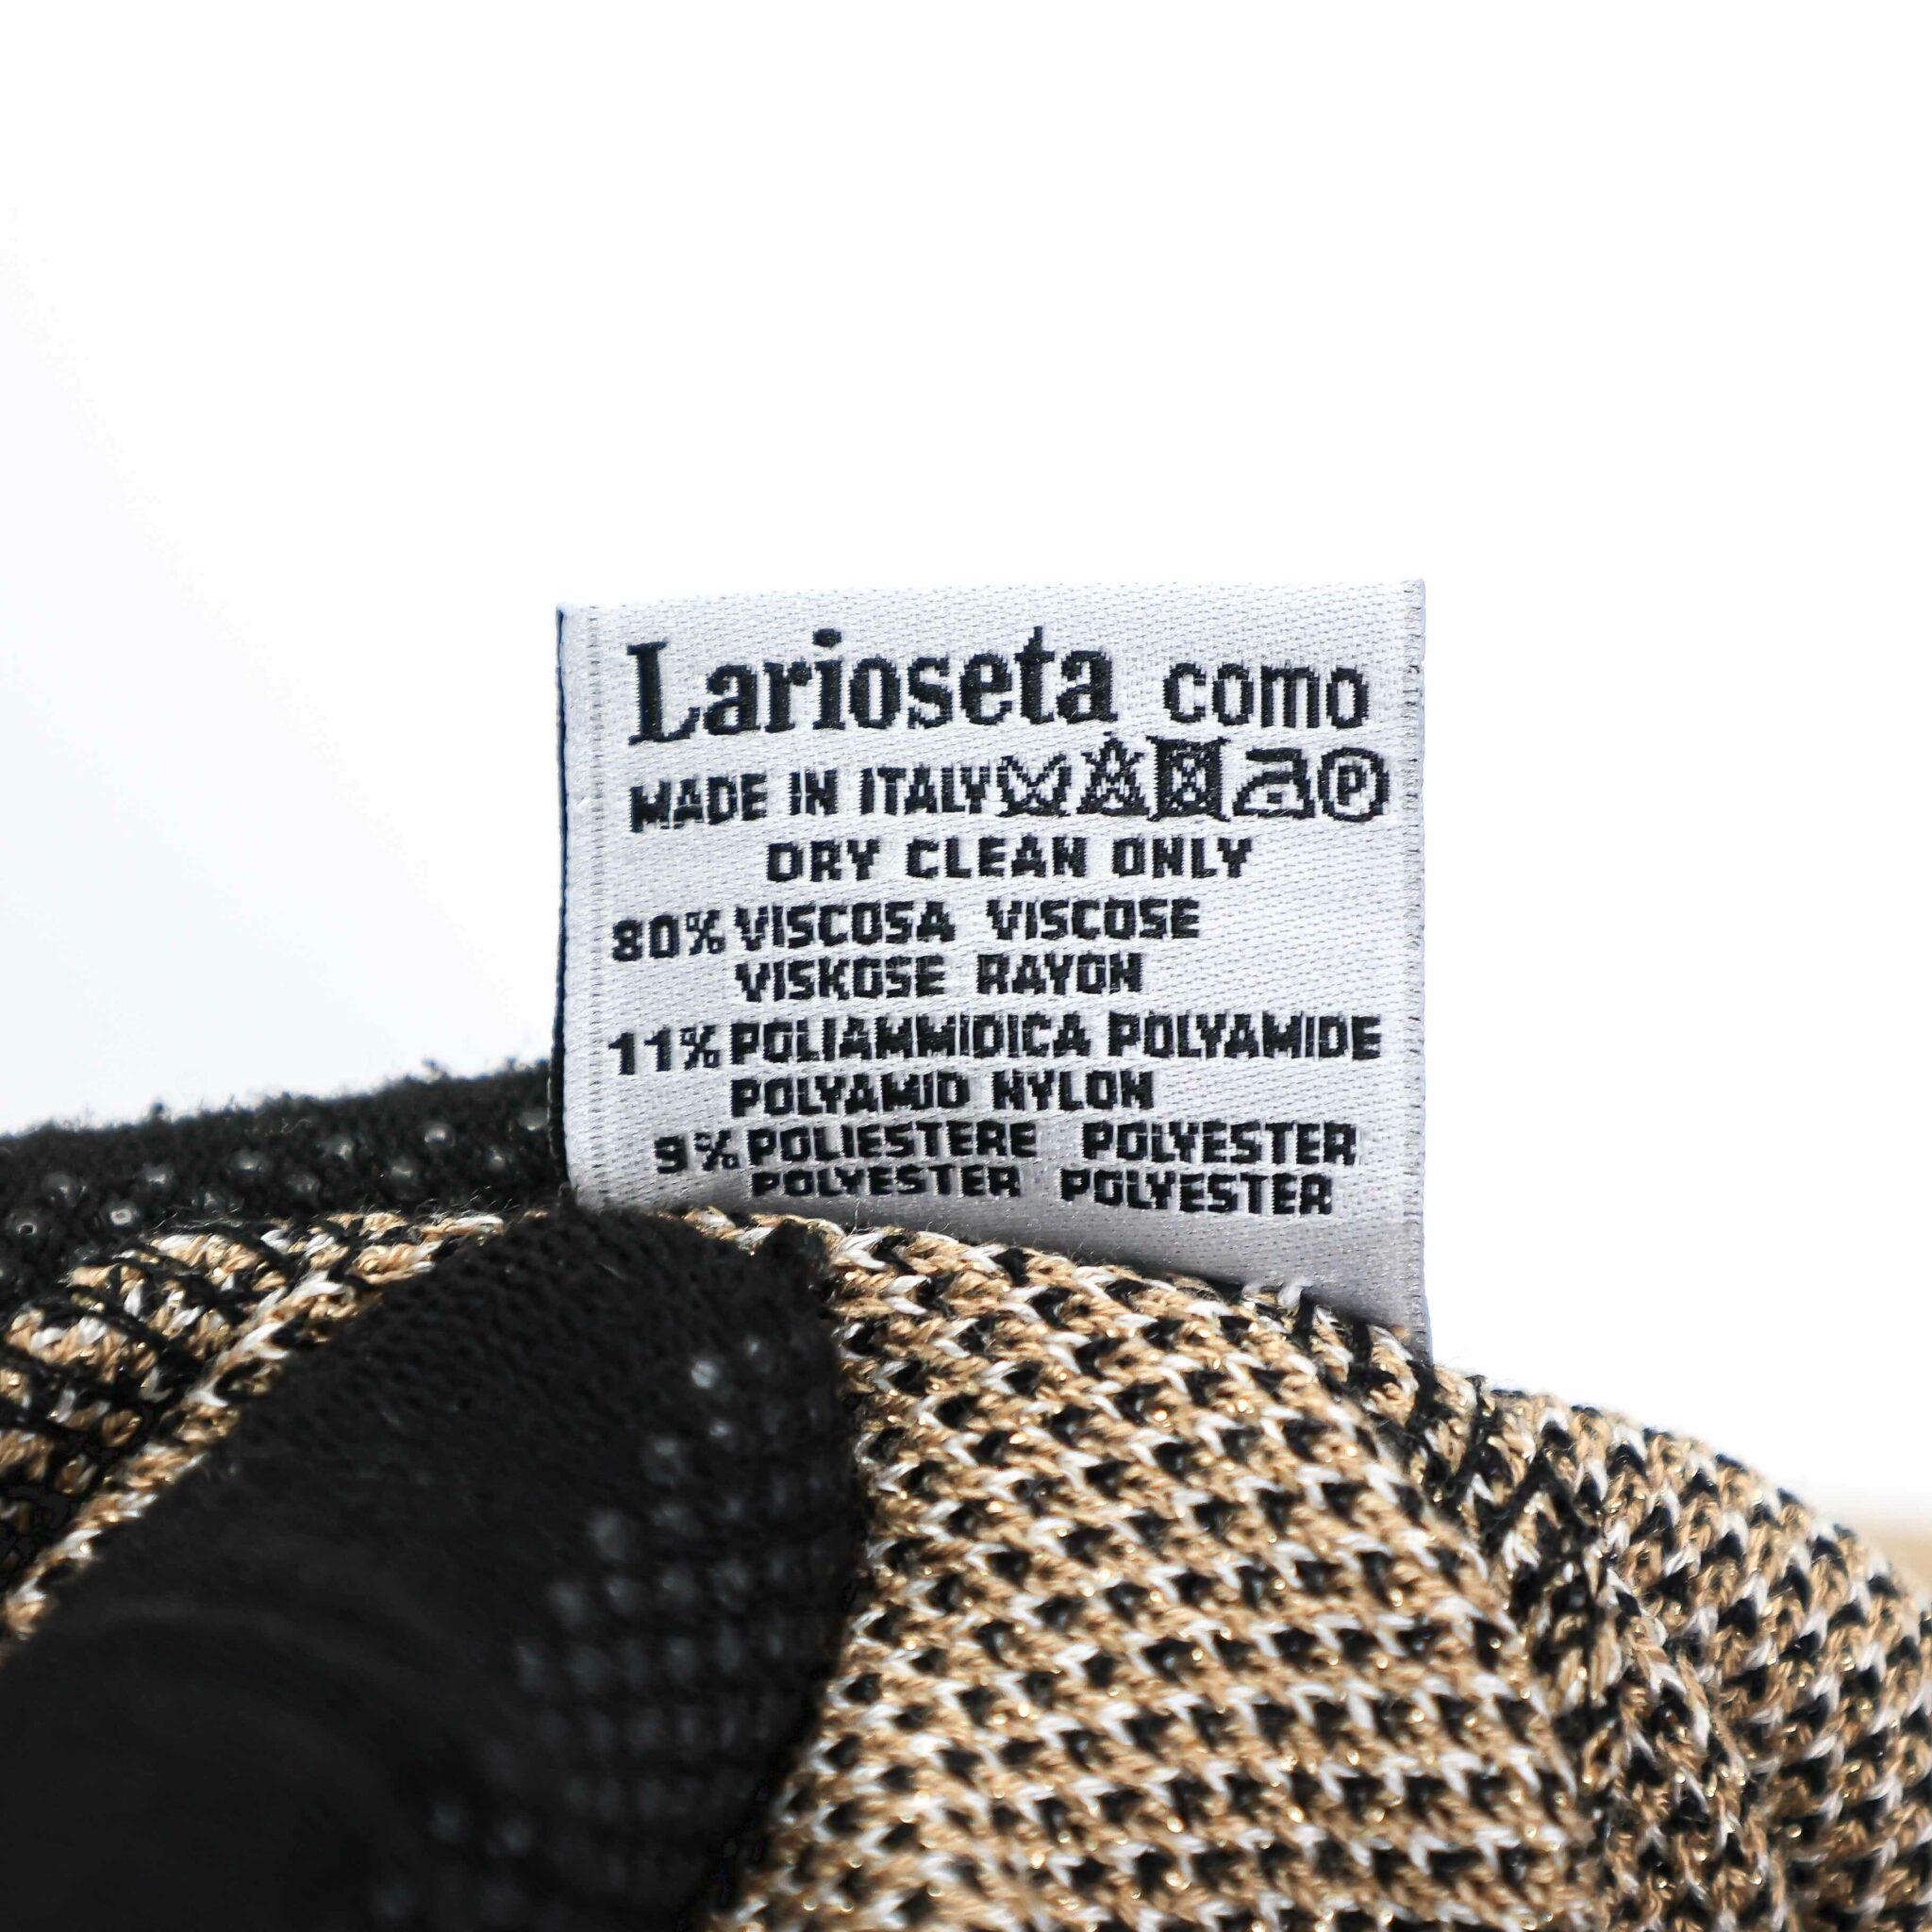 Larioseta como
MADE IN ITALY P
DRY CLEAN ONLY
80% VISCOSA VISCOSE
VISKOSE RAYON
11% POLIAMMIDICA POLYAMIDE
POLYAMID NYLON
9% POLIESTERE POLYESTER
POLYESTER POLYESTER